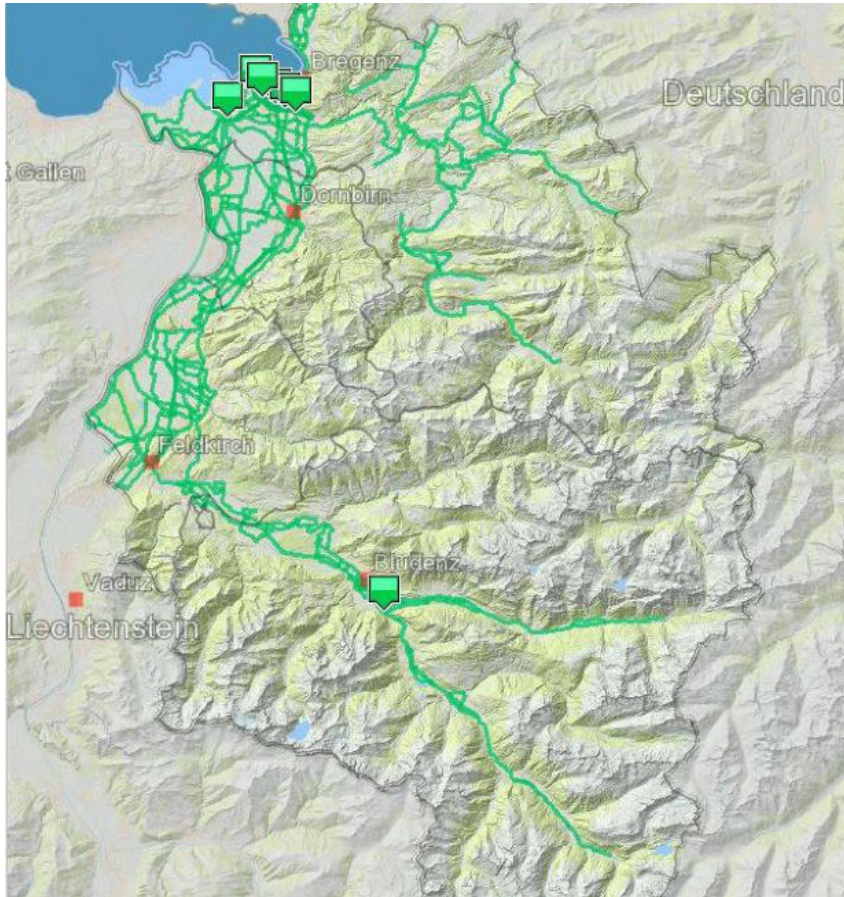 Bregenz
Deutschland
Gallen
Dornbirn
Feldkirch
Bludenz
Vaduz
Liechtenstein